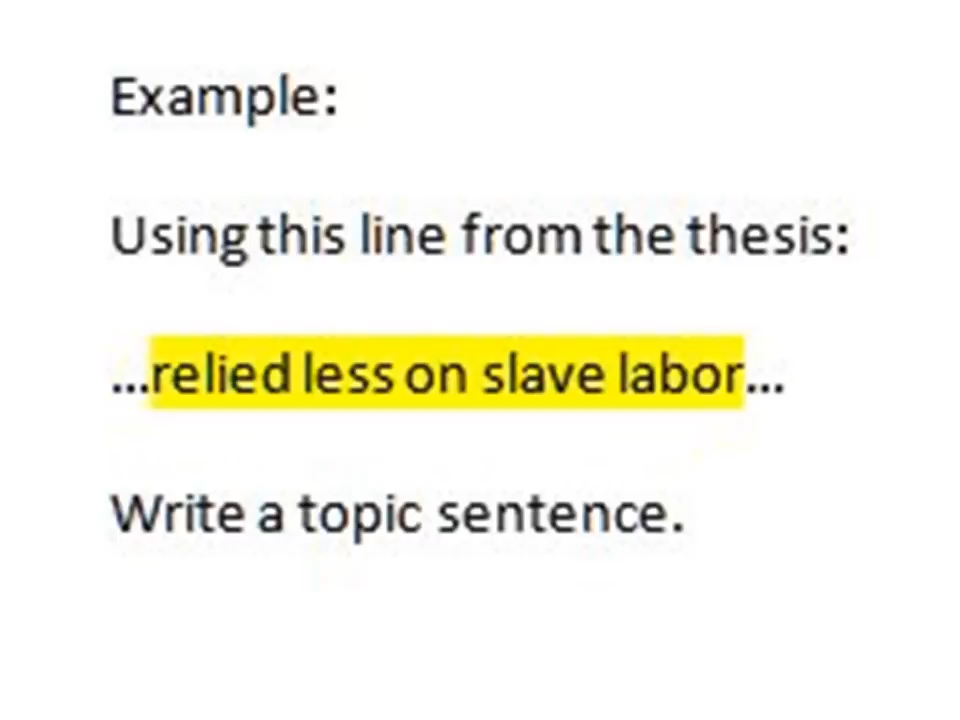 Example:
Using this line from the thesis:
...relied less on slave labor...
Write a topic sentence.